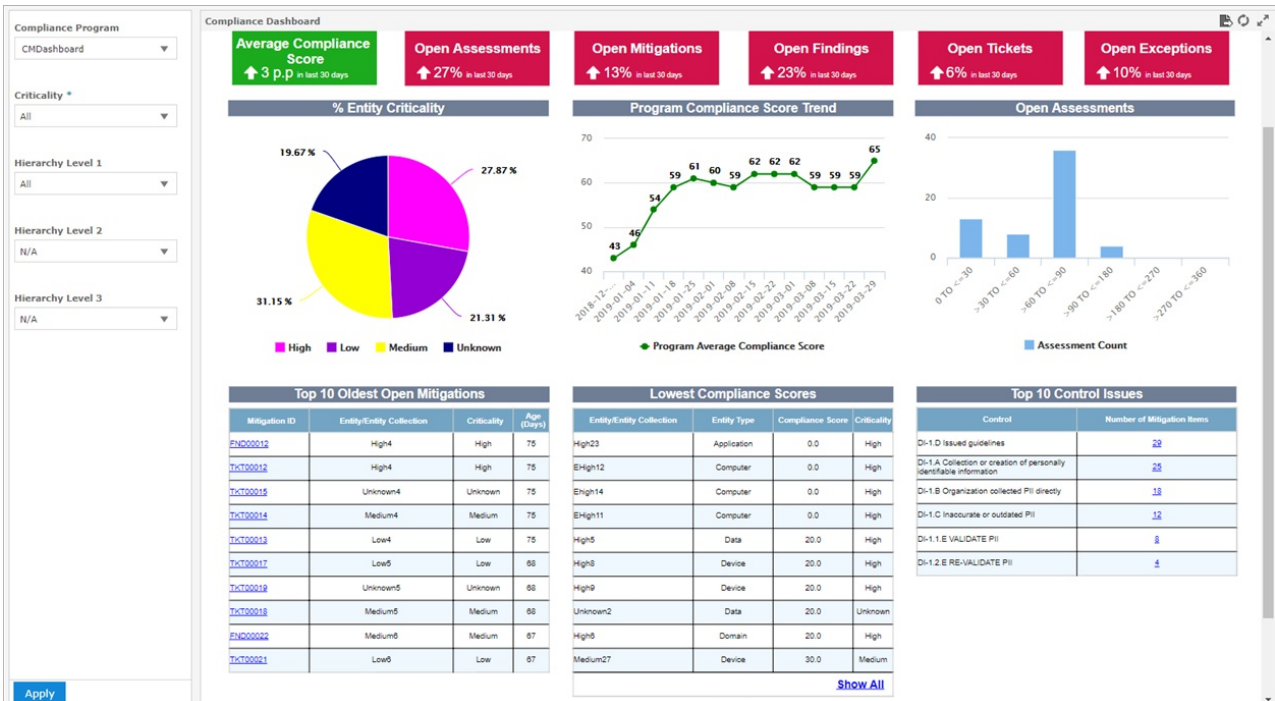 Compliance Program
CMDashboard
Criticality *
All
Hierarchy Level 1
All
Hierarchy Level 2
N/A
Hierarchy Level 3
N/A
Apply
Compliance Dashboard
Average Compliance
Score
3 p.p in last 30 days
Open Assessments
27% in last 30 days
Open Mitigations
13% in last 30 days
Open Findings
23% in last 30 days
Open Tickets
6% in last 30 days
Open Exceptions
10% in last 30 days
% Entity Criticality
19.67 %
27.87 %
31.15 %
21.31 %
High Low Medium Unknown
Program Compliance Score Trend
70
60
50
40
43 46 54 59 61 60 59 62 62 62 59 59 59 65
2018-12-...
2019-01-04
2019-01-11
2019-01-18
2019-01-25
2019-02-01
2019-02-08
2019-02-15
2019-02-22
2019-03-01
2019-03-08
2019-03-15
2019-03-22
2019-03-29
Program Average Compliance Score
Open Assessments
40
20
0
0 TO <=30
>30 TO <=60
>60 TO <=90
>90 TO <=180
>180 TO <=270
>270 TO <=360
Assessment Count
Top 10 Oldest Open Mitigations
Mitigation ID Entity/Entity Collection Criticality Age (Days)
FND00012 High4 High 75
TKT00012 High4 High 75
TKT00015 Unknown4 Unknown 75
TKT00014 Medium4 Medium 75
TKT00013 Low4 Low 75
TKT00017 Low5 Low 68
TKT00019 Unknown5 Unknown 68
TKT00018 Medium5 Medium 68
FND00022 Medium6 Medium 67
TKT00021 Low6 Low 67
Lowest Compliance Scores
Entity/Entity Collection Entity Type Compliance Score Criticality
High23 Application 0.0 High
EHigh12 Computer 0.0 High
Ehigh14 Computer 0.0 High
EHigh11 Computer 0.0 High
High5 Data 20.0 High
High8 Device 20.0 High
High9 Device 20.0 High
Unknown2 Data 20.0 Unknown
High6 Domain 20.0 High
Medium27 Device 30.0 Medium
Show All
Top 10 Control Issues
Control Number of Mitigation Items
DI-1.D Issued guidelines 29
DI-1.A Collection or creation of personally
identifiable information 25
DI-1.B Organization collected PII directly 18
DI-1.C Inaccurate or outdated PII 12
DI-1.1.E VALIDATE PII 8
DI-1.2.E RE-VALIDATE PII 4